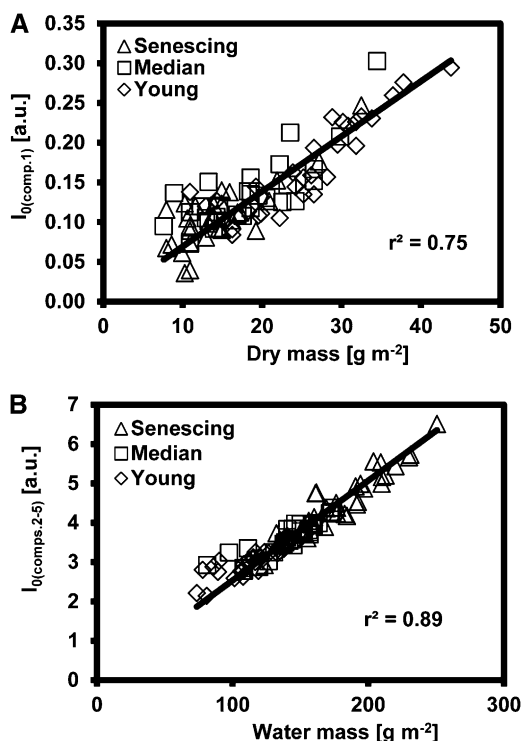 A
I0(comp.1) [a.u.]
0.35
0.30
0.25
0.20
0.15
0.10
0.05
0.00
Senescing
Median
Young
r² = 0.75
0 10 20 30 40 50
Dry mass [g m-2]
B
I0(comps.2-5) [a.u.]
7
6
5
4
3
2
1
0
Senescing
Median
Young
r² = 0.89
0 100 200 300
Water mass [g m-2]